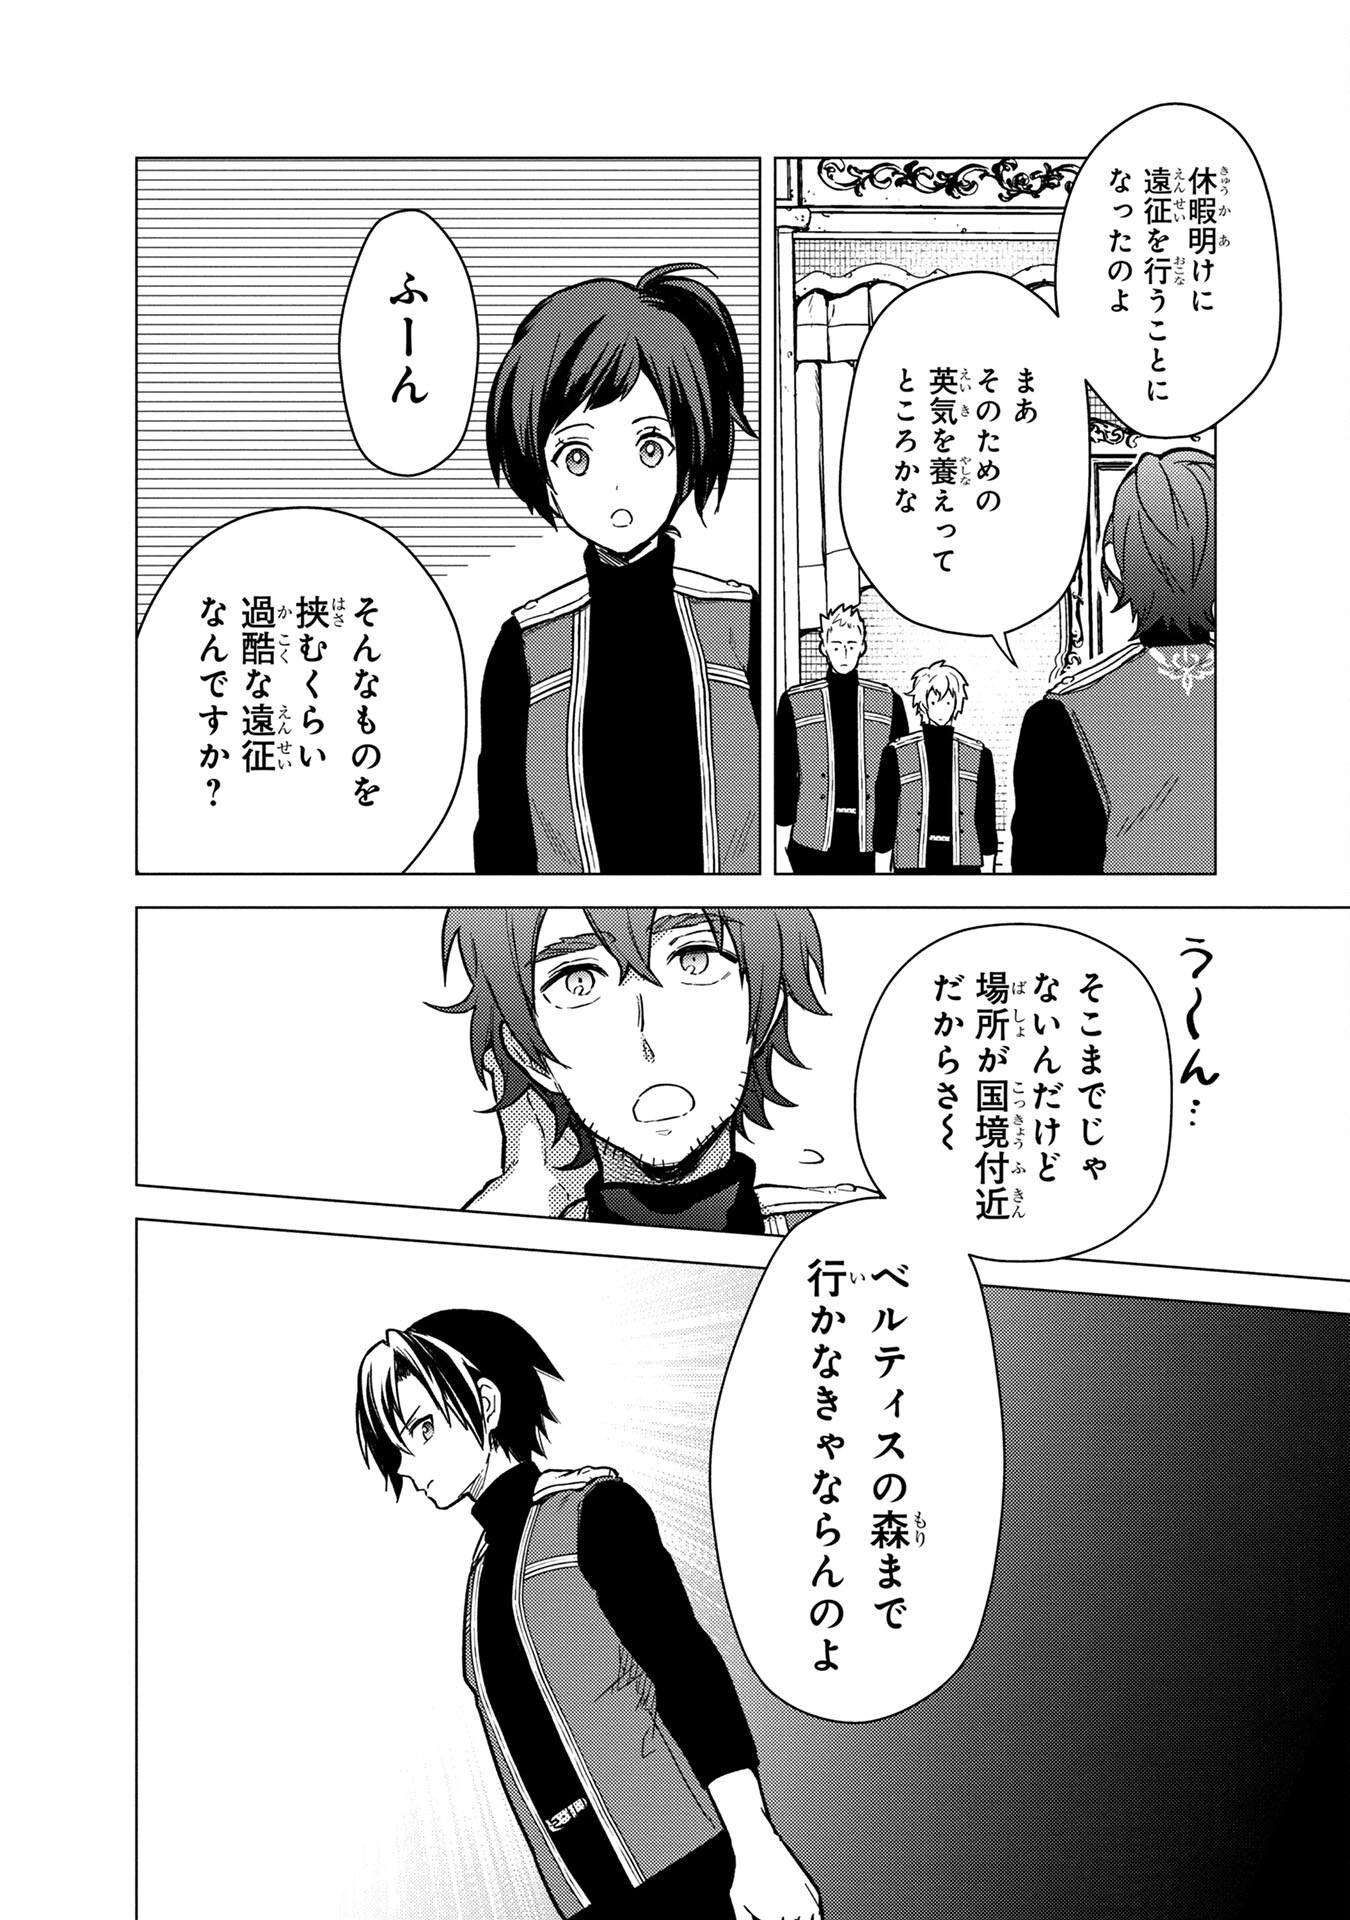 休暇明けに
遠征を行うことに
なったのよ
まあ
そのための
英気を養えって
ところかな
ふーん
そんなものを
挟むくらい
過酷な遠征
なんですか?
う〜ん…
そこまでじゃ
ないんだけど
場所が国境付近
だからさ〜
ベルティスの森まで
行かなきゃならんのよ